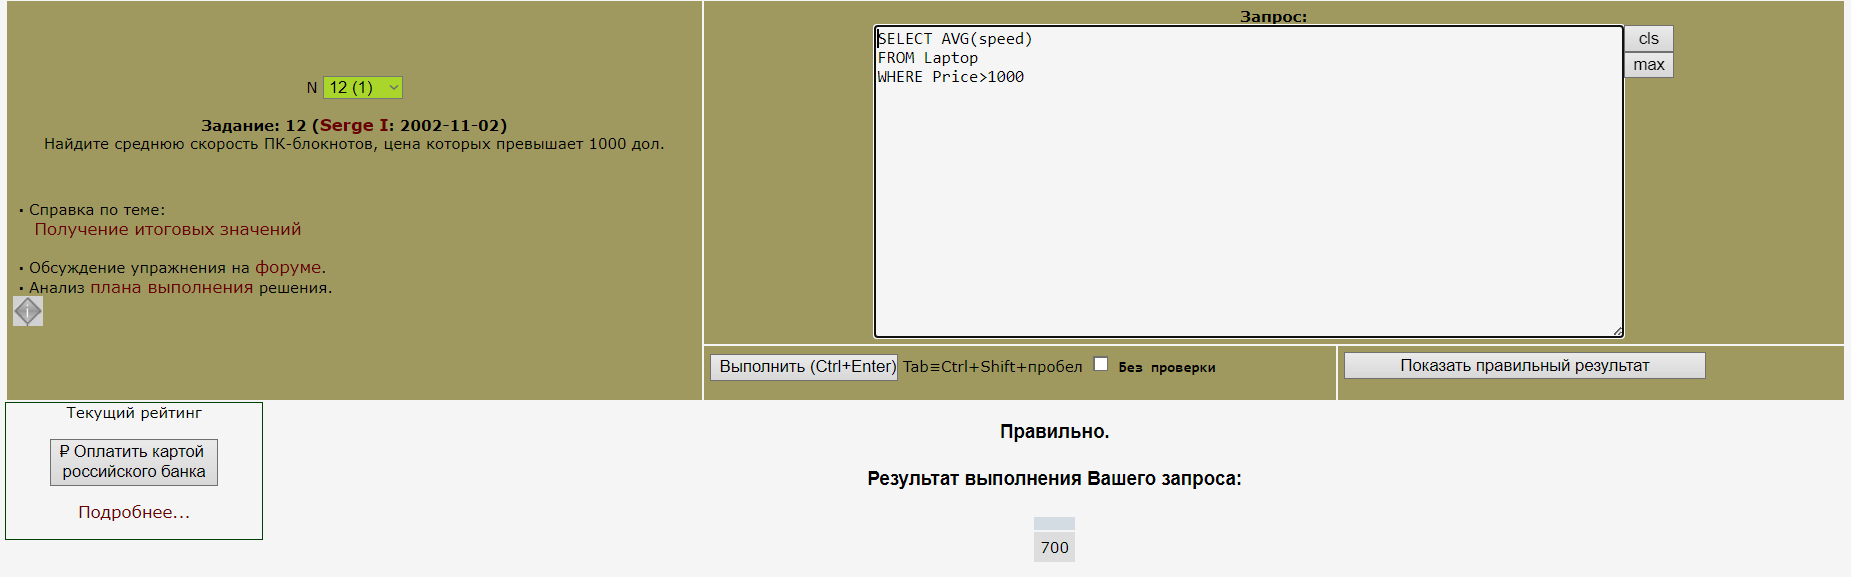 N 12 (1)
Задание: 12 (Serge I: 2002-11-02)
Найдите среднюю скорость ПК-блокнотов, цена которых превышает 1000 дол.
· Справка по теме:
Получение итоговых значений
· Обсуждение упражнения на форуме.
· Анализ плана выполнения решения.
Запрос:
SELECT AVG(speed)
FROM Laptop
WHERE Price>1000
cls
max
Выполнить (Ctrl+Enter) Tab≡Ctrl+Shift+пробел Без проверки
Показать правильный результат
Текущий рейтинг
₽ Оплатить картой
российского банка
Подробнее...
Правильно.
Результат выполнения Вашего запроса:
700